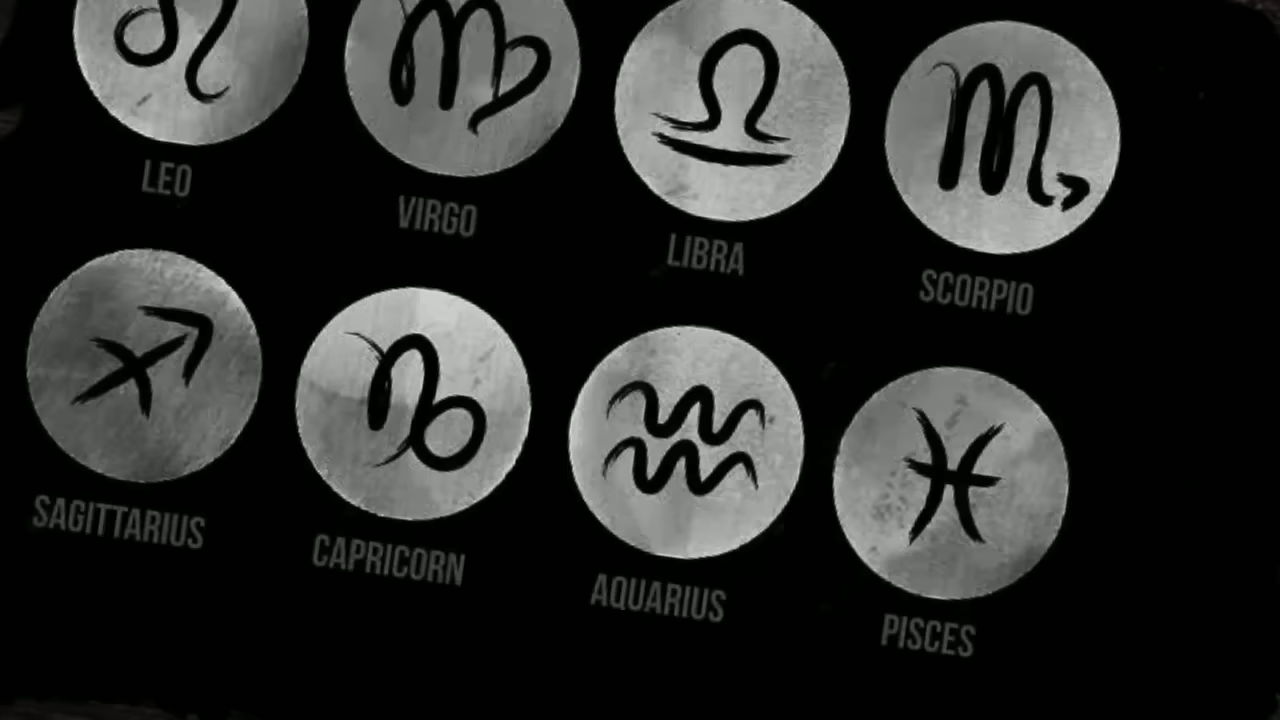 LEO
VIRGO
LIBRA
SCORPIO
SAGITTARIUS
CAPRICORN
AQUARIUS
PISCES